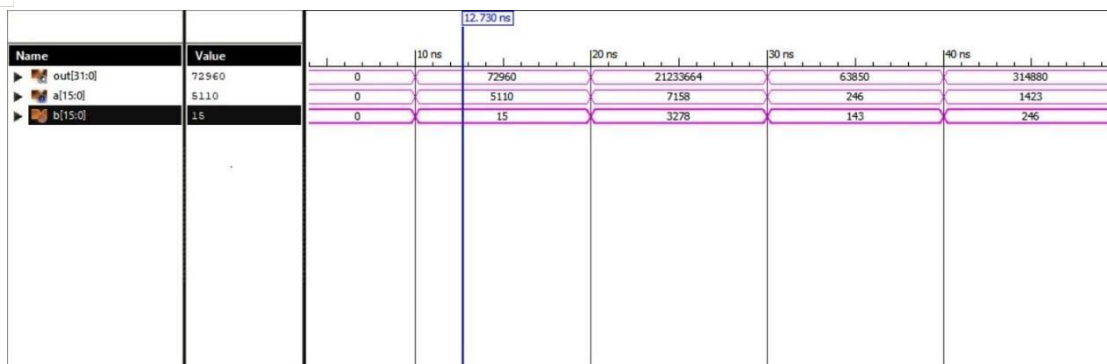 12.730 ns
Name Value 10 ns 20 ns 30 ns 40 ns
out[31:0] 72960 0 72960 21233664 63850 314880
a[15:0] 5110 0 5110 7158 246 1423
b[15:0] 15 0 15 3278 143 246